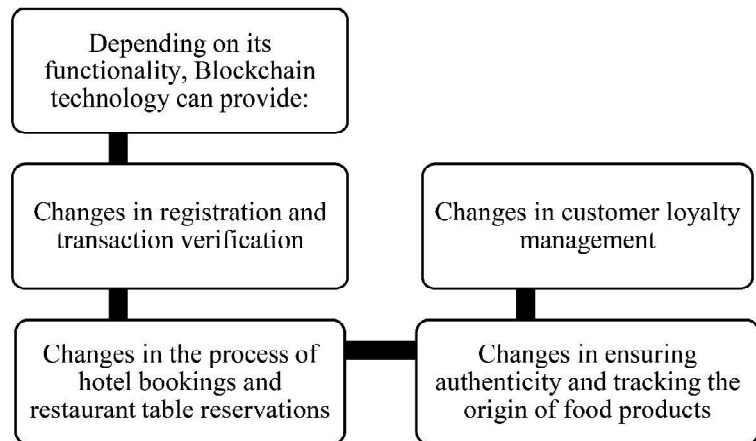 Depending on its
functionality, Blockchain
technology can provide:
Changes in registration and
transaction verification
Changes in the process of
hotel bookings and
restaurant table reservations
Changes in ensuring
authenticity and tracking the
origin of food products
Changes in customer loyalty
management